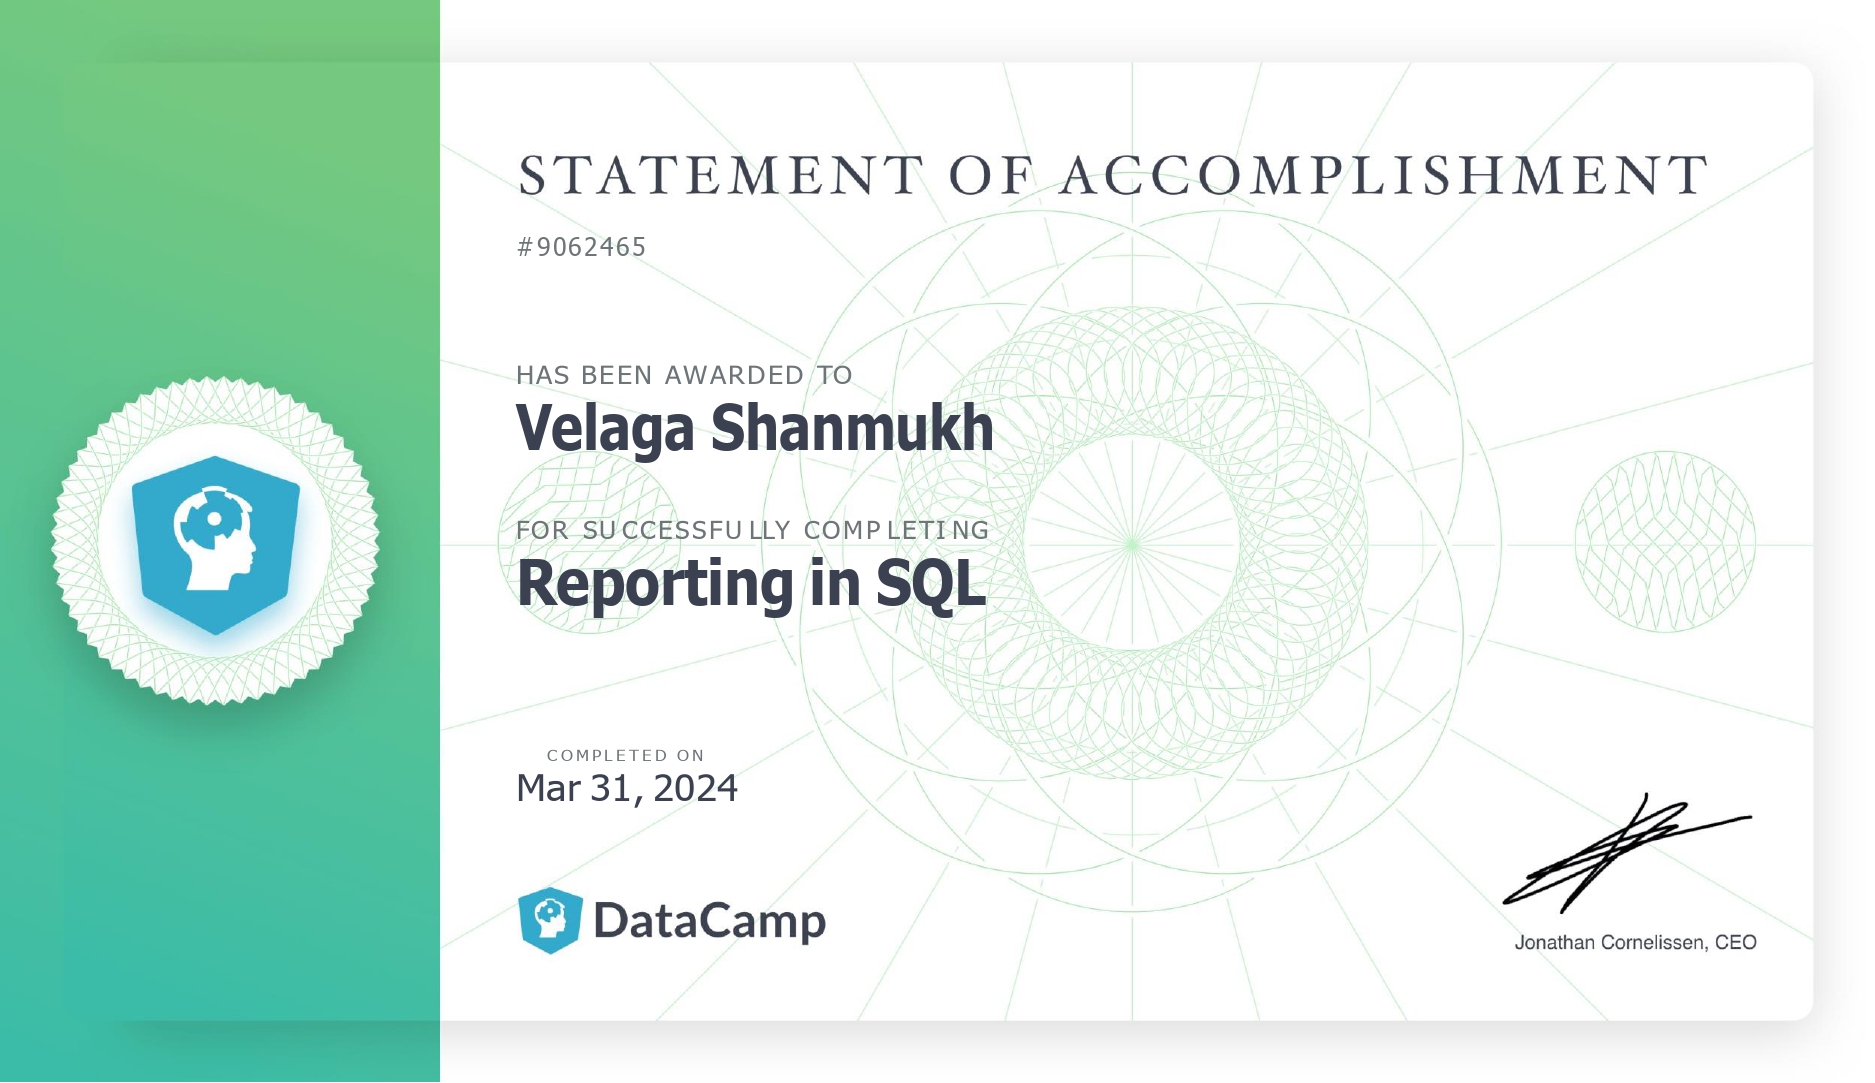 STATEMENT OF ACCOMPLISHMENT
#9062465
HAS BEEN AWARDED TO
Velaga Shanmukh
FOR SUCCESSFULLY COMPLETING
Reporting in SQL
COMPLETED ON
Mar 31, 2024
DataCamp
Jonathan Cornelissen, CEO